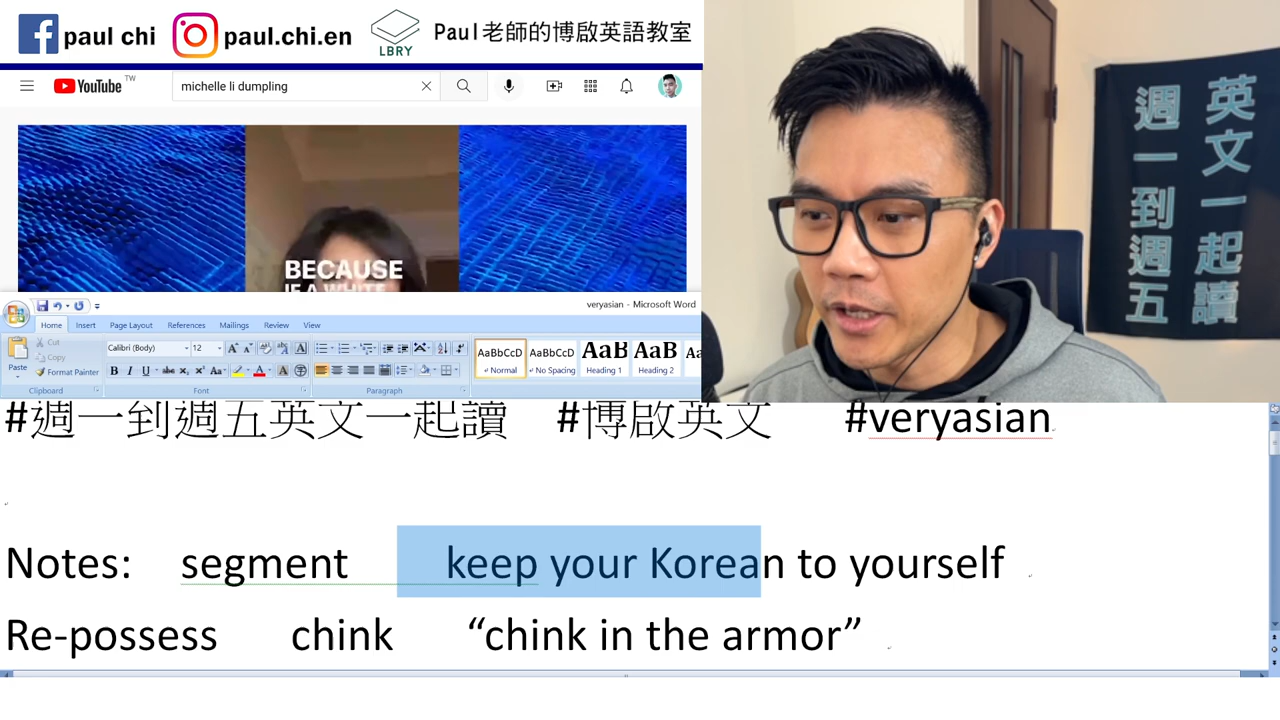 paul chi
paul.chi.en
LBRY
Paul老師的博啟英語教室
YouTube TW
michelle li dumpling
BECAUSE
IF A WHITE
英文一起讀
週一到週五
veryasian - Microsoft Word
Home Insert Page Layout References Mailings Review View
Paste
Cut
Copy
Format Painter
Clipboard
Calibri (Body) 12
Font
Paragraph
AaBbCcD AaBbCcD AaB AaB Aa
Normal No Spacing Heading 1 Heading 2
#週一到週五英文一起讀 #博啟英文 #veryasian
Notes: segment keep your Korean to yourself
Re-possess chink “chink in the armor”